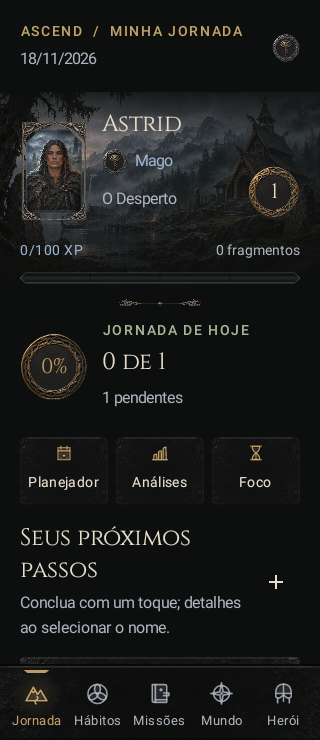 ASCEND / MINHA JORNADA
18/11/2026
Astrid
Mago
O Desperto
1
0/100 XP
0 fragmentos
JORNADA DE HOJE
0%
0 de 1
1 pendentes
Planejador
Análises
Foco
Seus próximos
passos
+
Conclua com um toque; detalhes
ao selecionar o nome.
Jornada
Hábitos
Missões
Mundo
Herói